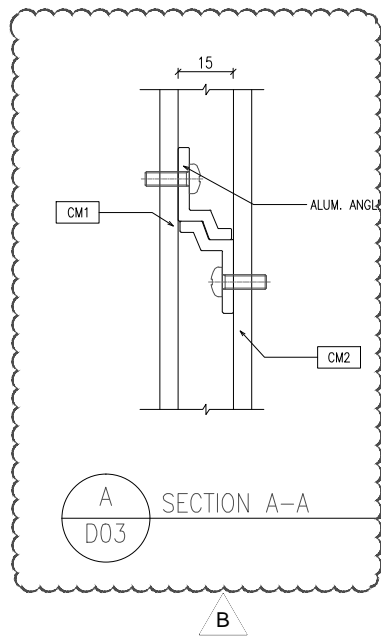 15
ALUM. ANGL
CM1
CM2
A
D03
SECTION A-A
B